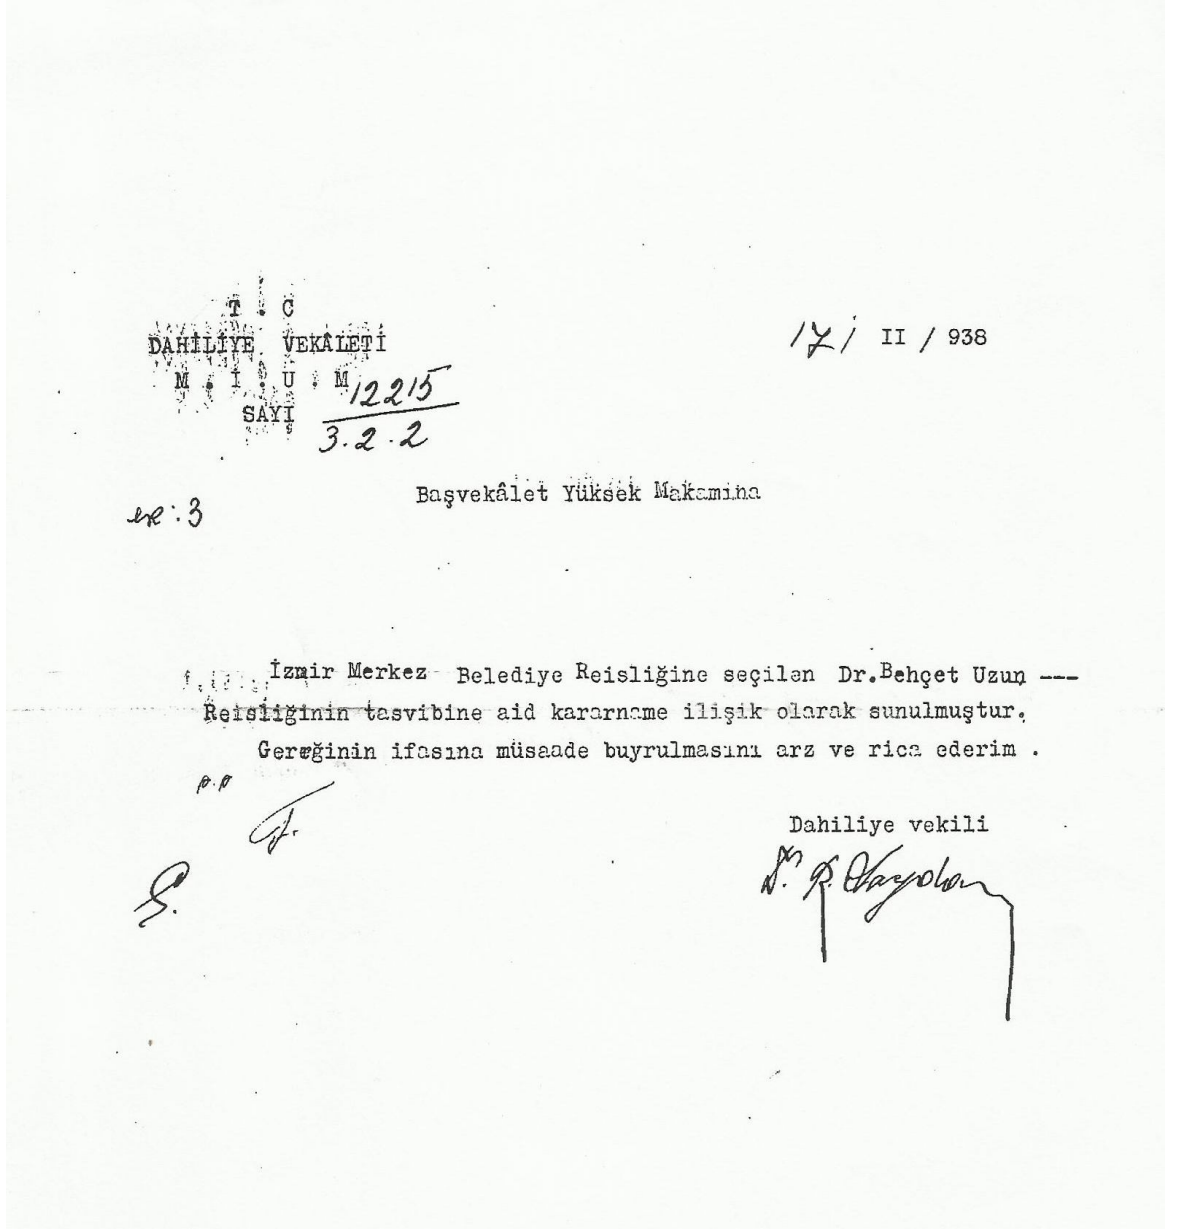 T . C
DAHİLİYE VEKÂLETİ
M . İ . U . M
SAYI 12215
3.2.2
17 / II / 938
Başvekâlet Yüksek Makamına
: 3
İzmir Merkez Belediye Reisliğine seçilen Dr.Behçet Uzun ---
Reisliğinin tasvibine aid kararname ilişik olarak sunulmuştur.
Gereğinin ifasına müsaade buyrulmasını arz ve rica ederim .
Dahiliye vekili
Dr.